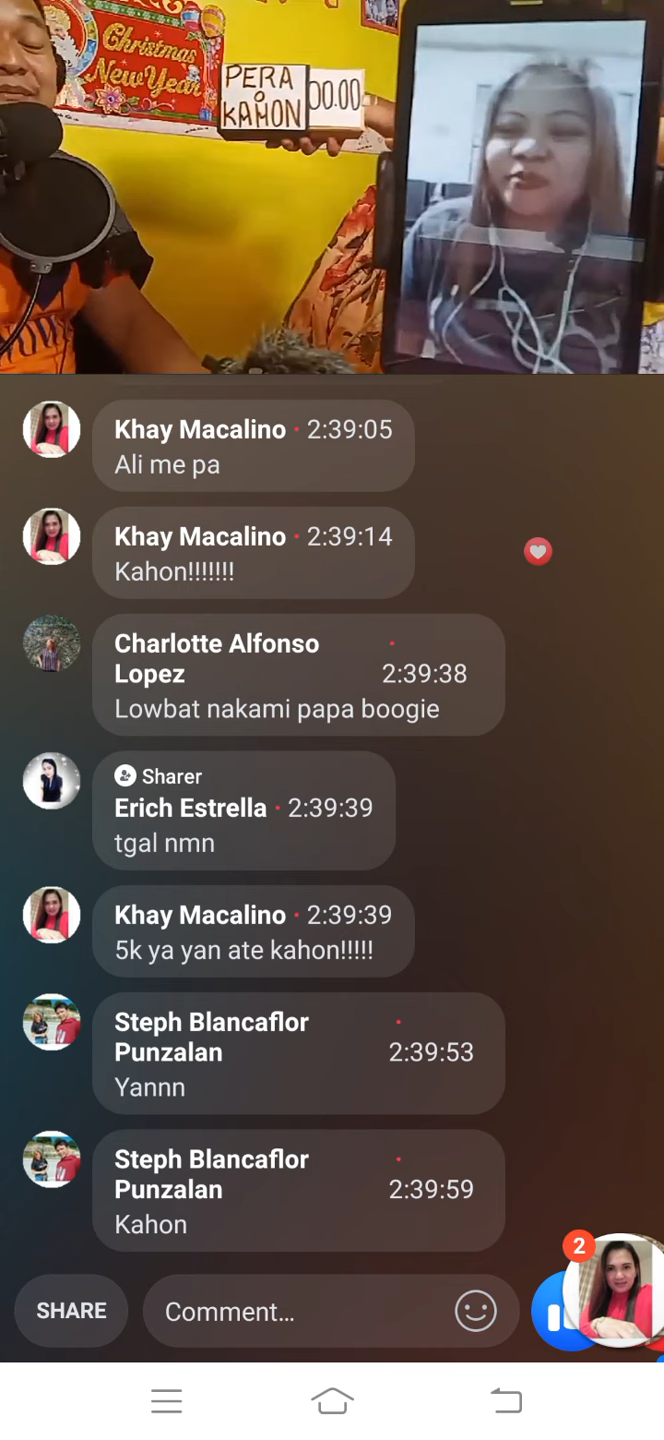 Christmas
New Year
PERA
O
KAHON
00.00
Khay Macalino · 2:39:05
Ali me pa
Khay Macalino · 2:39:14
Kahon!!!!!!!
Charlotte Alfonso
Lopez · 2:39:38
Lowbat nakami papa boogie
Sharer
Erich Estrella · 2:39:39
tgal nmn
Khay Macalino · 2:39:39
5k ya yan ate kahon!!!!!
Steph Blancaflor
Punzalan · 2:39:53
Yannn
Steph Blancaflor
Punzalan · 2:39:59
Kahon
2
SHARE
Comment...